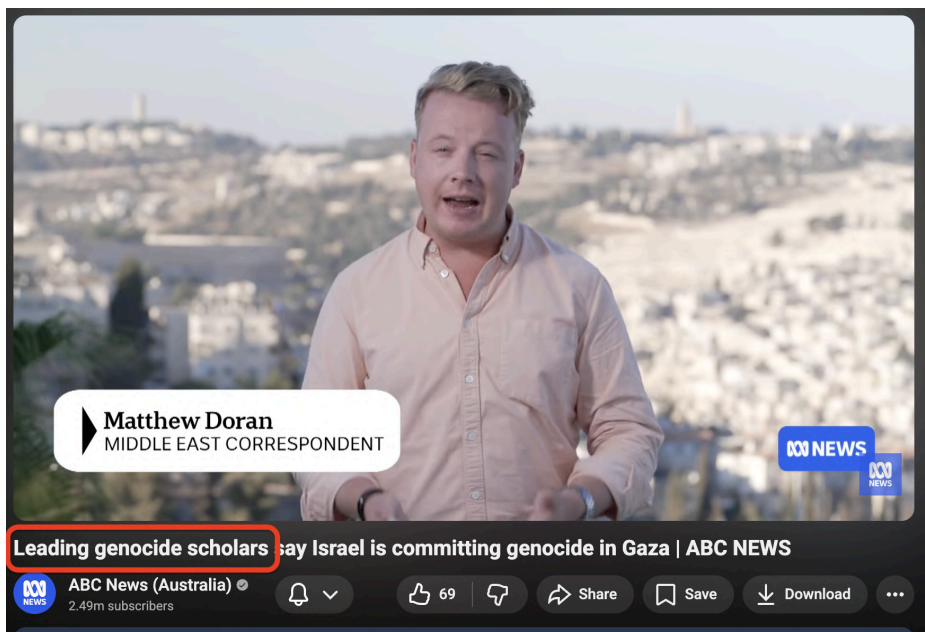 Matthew Doran
MIDDLE EAST CORRESPONDENT
NEWS
NEWS
Leading genocide scholars say Israel is committing genocide in Gaza | ABC NEWS
NEWS
ABC News (Australia)
2.49m subscribers
69
Share
Save
Download